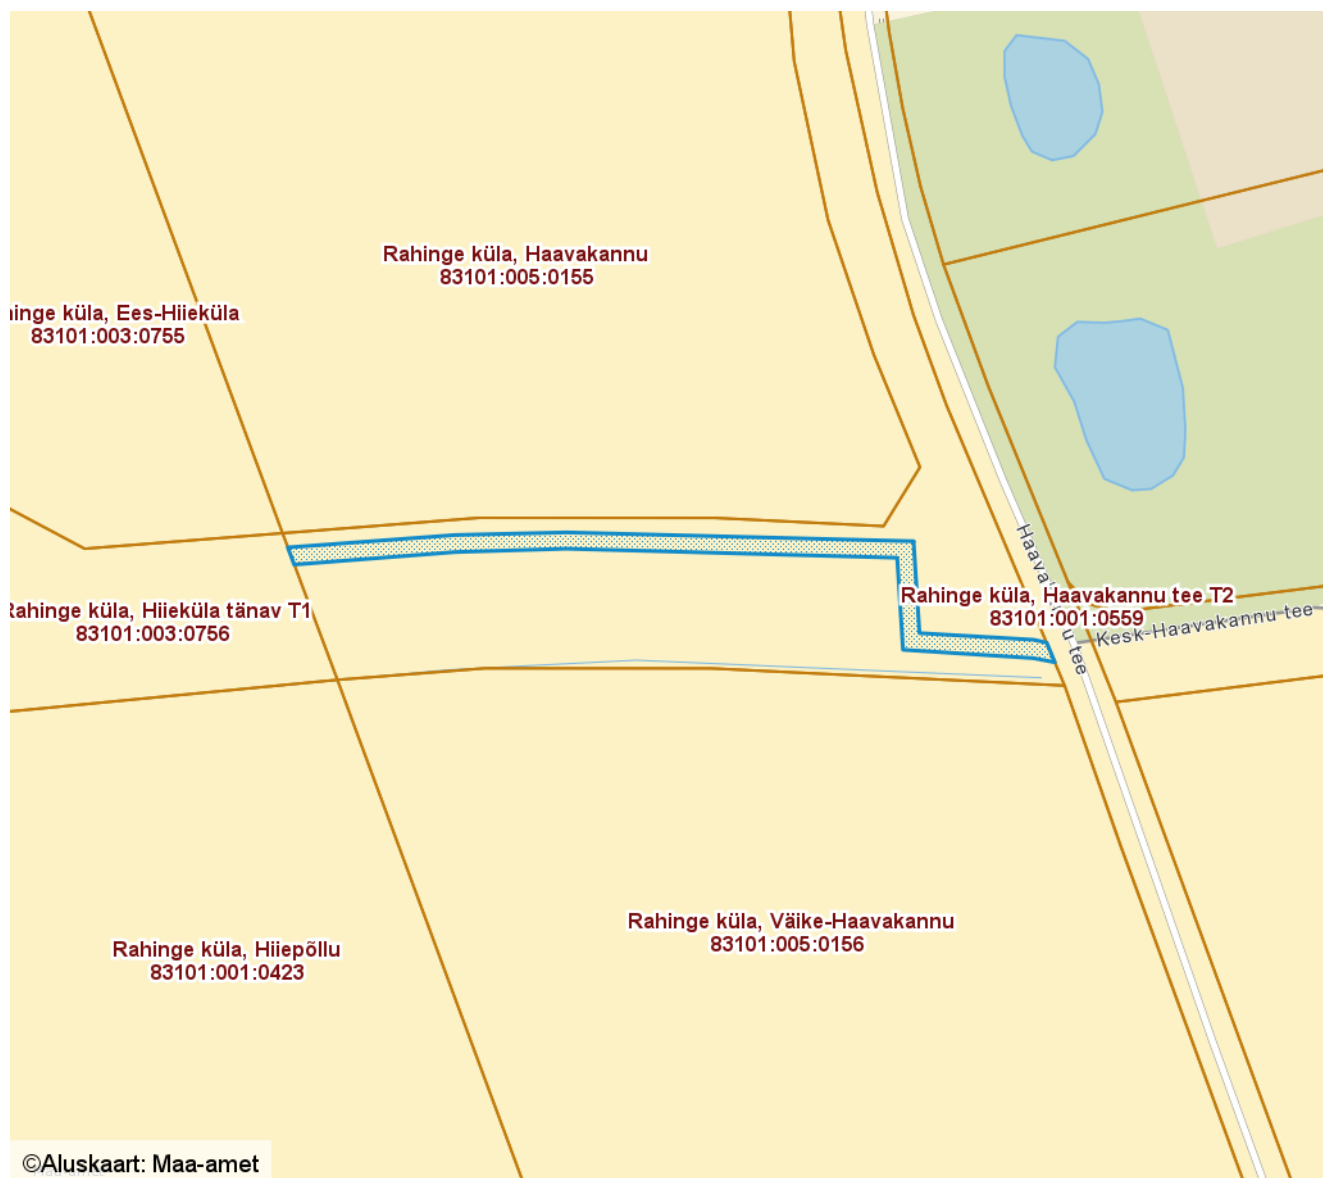 Rahinge küla, Haavakannu
83101:005:0155
inge küla, Ees-Hiieküla
83101:003:0755
Haava u tee
Rahinge küla, Haavakannu tee T2
83101:001:0559
Kesk-Haavakannu tee
Rahinge küla, Hiieküla tänav T1
83101:003:0756
Rahinge küla, Väike-Haavakannu
83101:005:0156
Rahinge küla, Hiiepõllu
83101:001:0423
©Aluskaart: Maa-amet